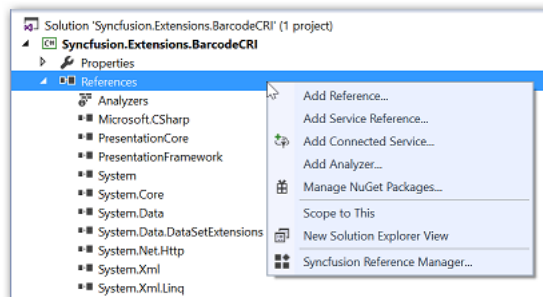 Solution 'Syncfusion.Extensions.BarcodeCRI' (1 project)
C# Syncfusion.Extensions.BarcodeCRI
Properties
References
Analyzers
Microsoft.CSharp
PresentationCore
PresentationFramework
System
System.Core
System.Data
System.Data.DataSetExtensions
System.Net.Http
System.Xml
System.Xml.Linq
Add Reference...
Add Service Reference...
Add Connected Service...
Add Analyzer...
Manage NuGet Packages...
Scope to This
New Solution Explorer View
Syncfusion Reference Manager...